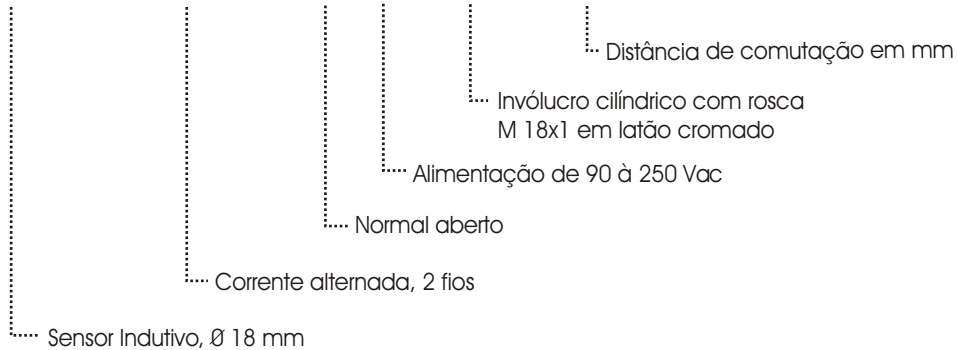 Distância de comutação em mm
Invólucro cilíndrico com rosca
M 18x1 em latão cromado
Alimentação de 90 à 250 Vac
Normal aberto
Corrente alternada, 2 fios
Sensor Indutivo, Ø 18 mm